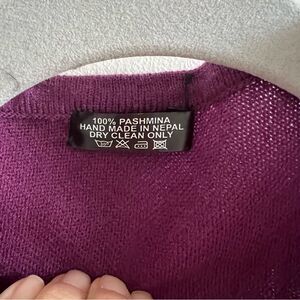 100% PASHMINA
HAND MADE IN NEPAL
DRY CLEAN ONLY